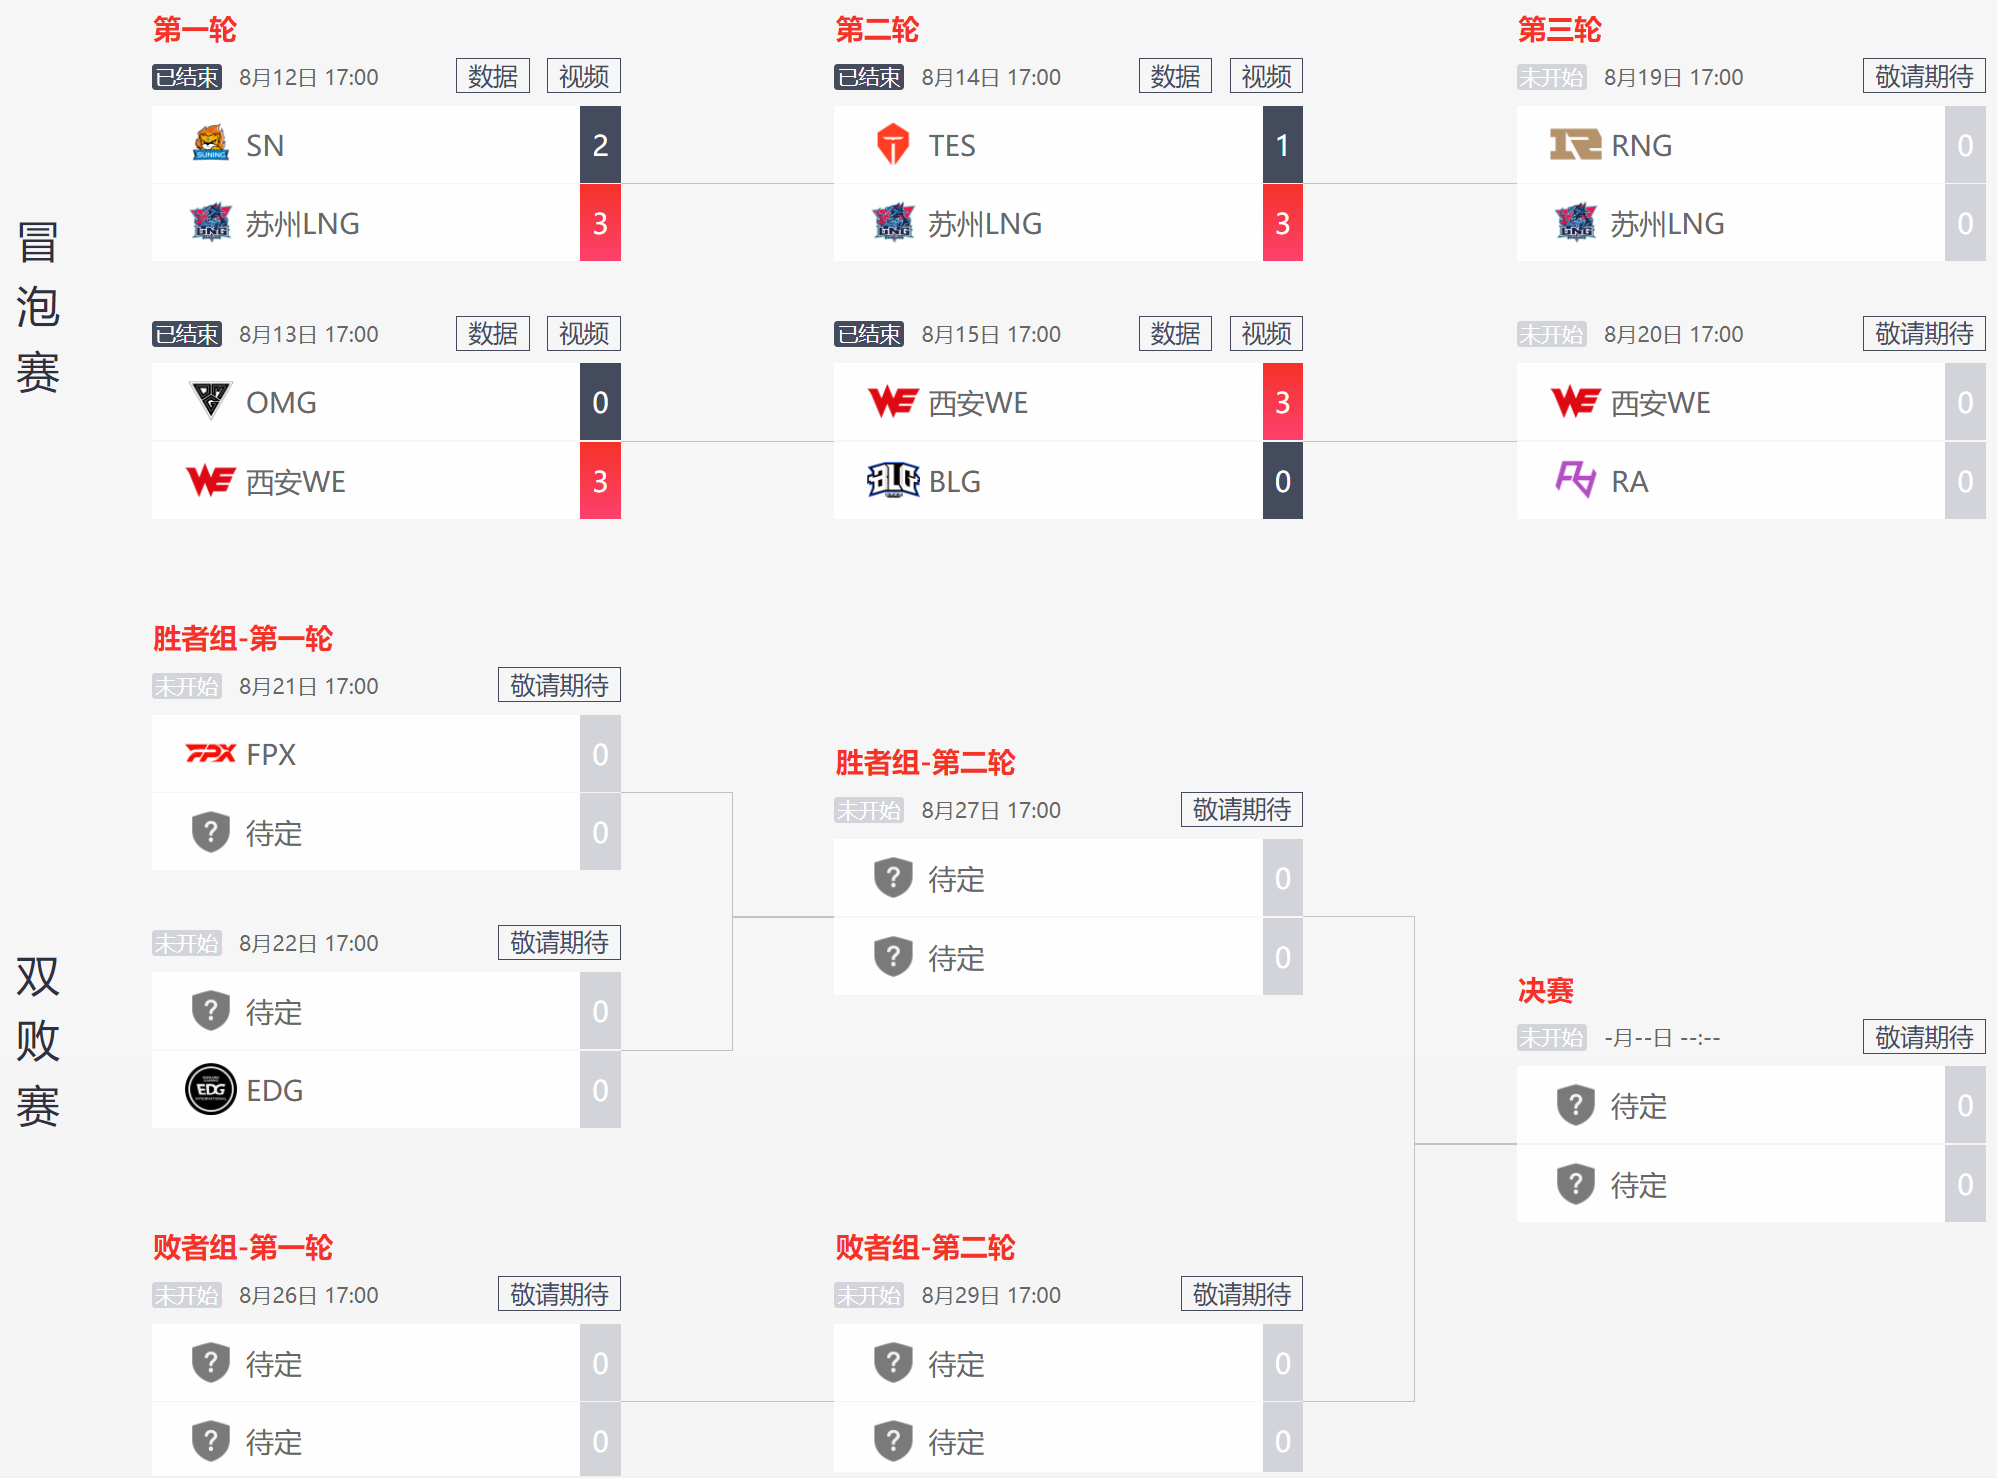 冒泡赛
第一轮
已结束 8月12日 17:00 数据 视频
SUNING SN 2
LNG 苏州LNG 3
已结束 8月13日 17:00 数据 视频
OMG OMG 0
WE 西安WE 3
第二轮
已结束 8月14日 17:00 数据 视频
TES 1
LNG 苏州LNG 3
已结束 8月15日 17:00 数据 视频
WE 西安WE 3
BLG BLG 0
第三轮
未开始 8月19日 17:00 敬请期待
RNG 0
LNG 苏州LNG 0
未开始 8月20日 17:00 敬请期待
WE 西安WE 0
RA RA 0
双败赛
胜者组-第一轮
未开始 8月21日 17:00 敬请期待
FPX FPX 0
? 待定 0
未开始 8月22日 17:00 敬请期待
? 待定 0
EDG EDG 0
胜者组-第二轮
未开始 8月27日 17:00 敬请期待
? 待定 0
? 待定 0
决赛
未开始 -月--日 --:-- 敬请期待
? 待定 0
? 待定 0
败者组-第一轮
未开始 8月26日 17:00 敬请期待
? 待定 0
? 待定 0
败者组-第二轮
未开始 8月29日 17:00 敬请期待
? 待定 0
? 待定 0